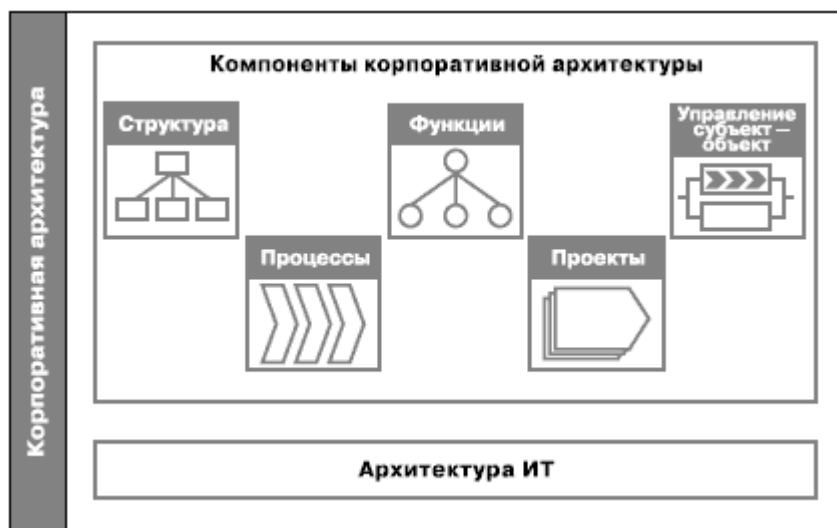 Корпоративная архитектура
Компоненты корпоративной архитектуры
Структура
Функции
Управление
субъект —
объект
Процессы
Проекты
Архитектура ИТ